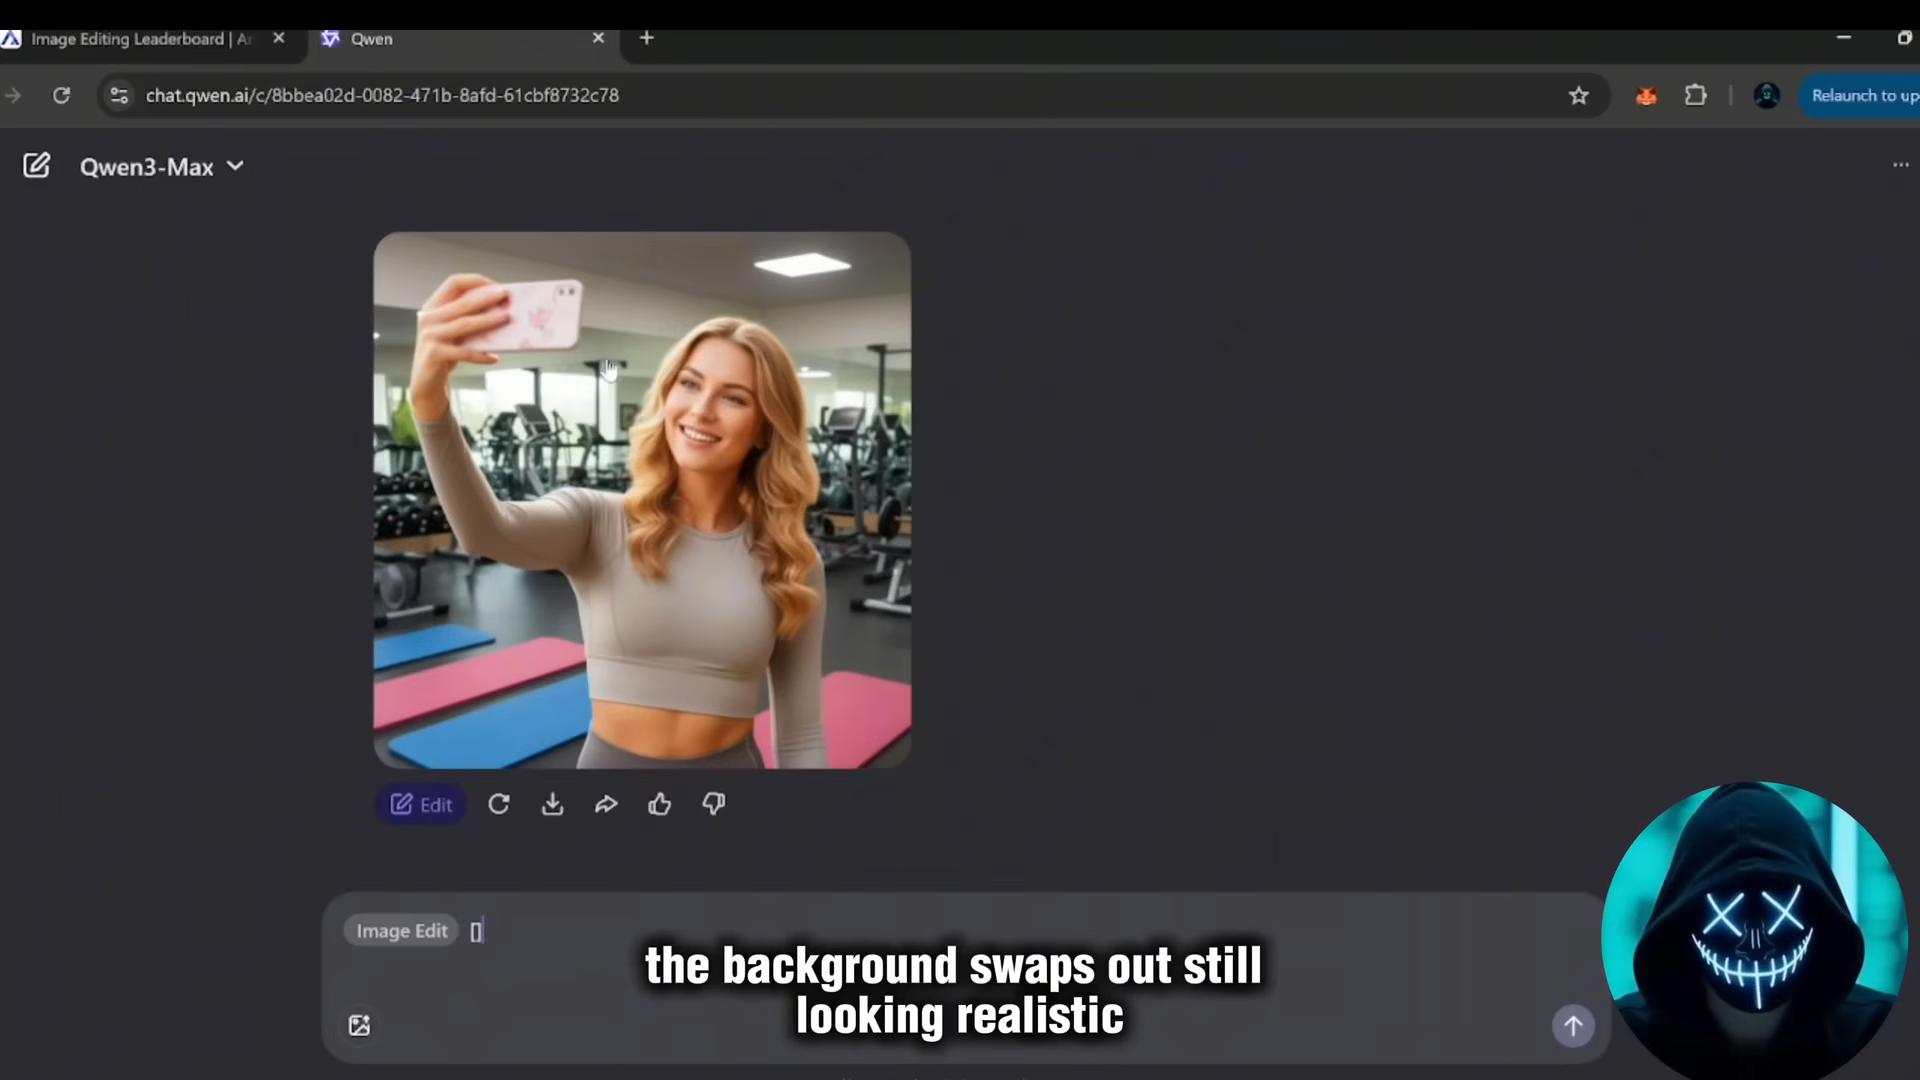 Image Editing Leaderboard | Ar
Qwen
chat.qwen.ai/c/8bbea02d-0082-471b-8afd-61cbf8732c78
Relaunch to up
Qwen3-Max
Edit
Image Edit []
the background swaps out still
looking realistic